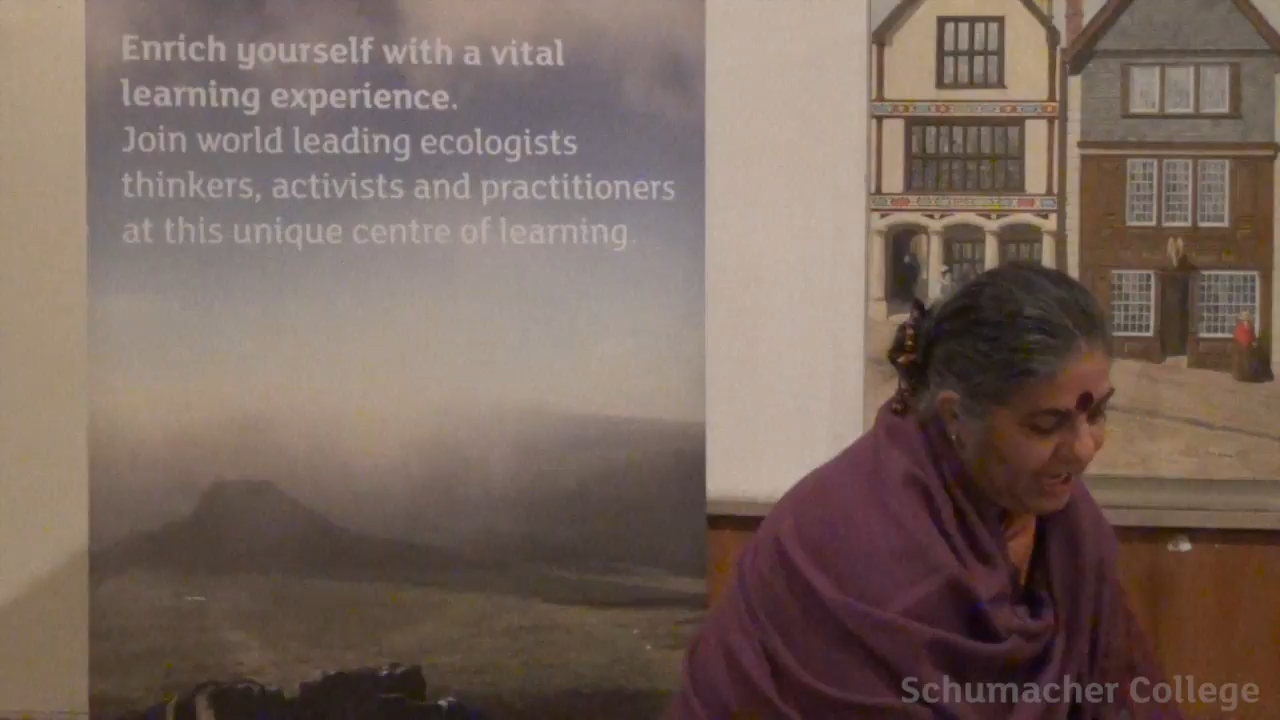 Enrich yourself with a vital
learning experience.
Join world leading ecologists
thinkers, activists and practitioners
at this unique centre of learning.
Schumacher College